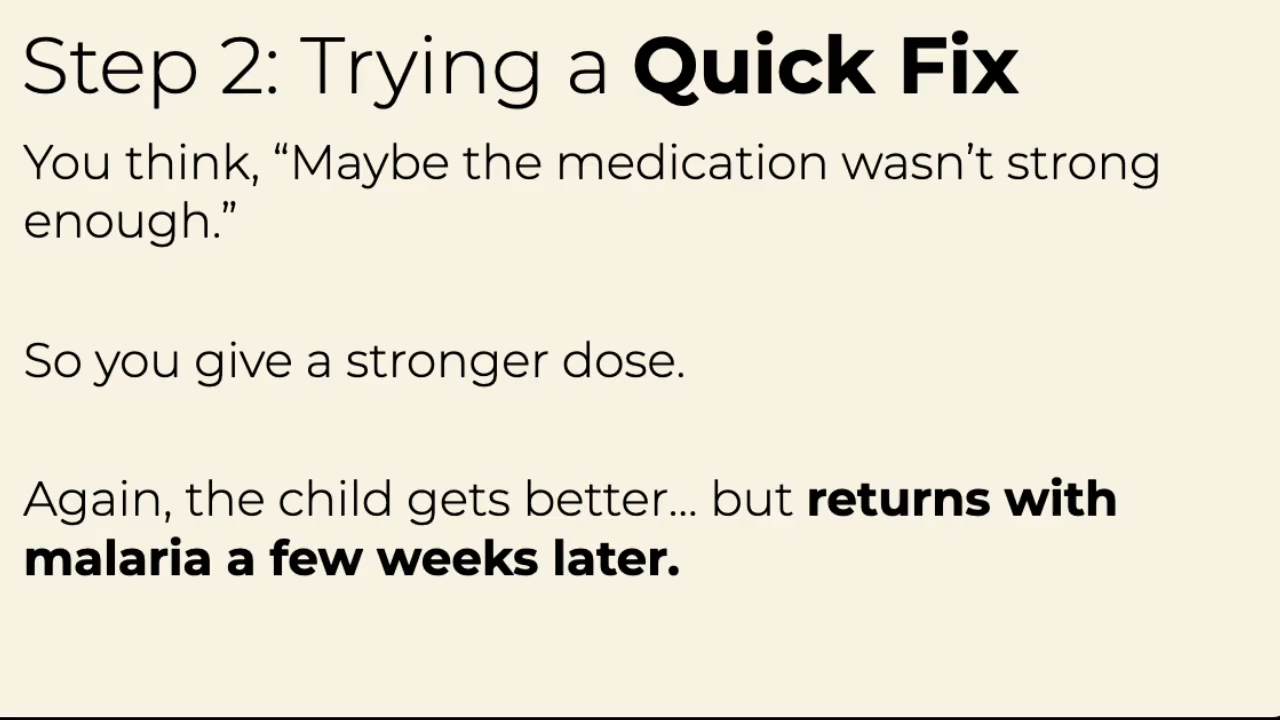 Step 2: Trying a Quick Fix
You think, “Maybe the medication wasn’t strong
enough.”
So you give a stronger dose.
Again, the child gets better... but returns with
malaria a few weeks later.